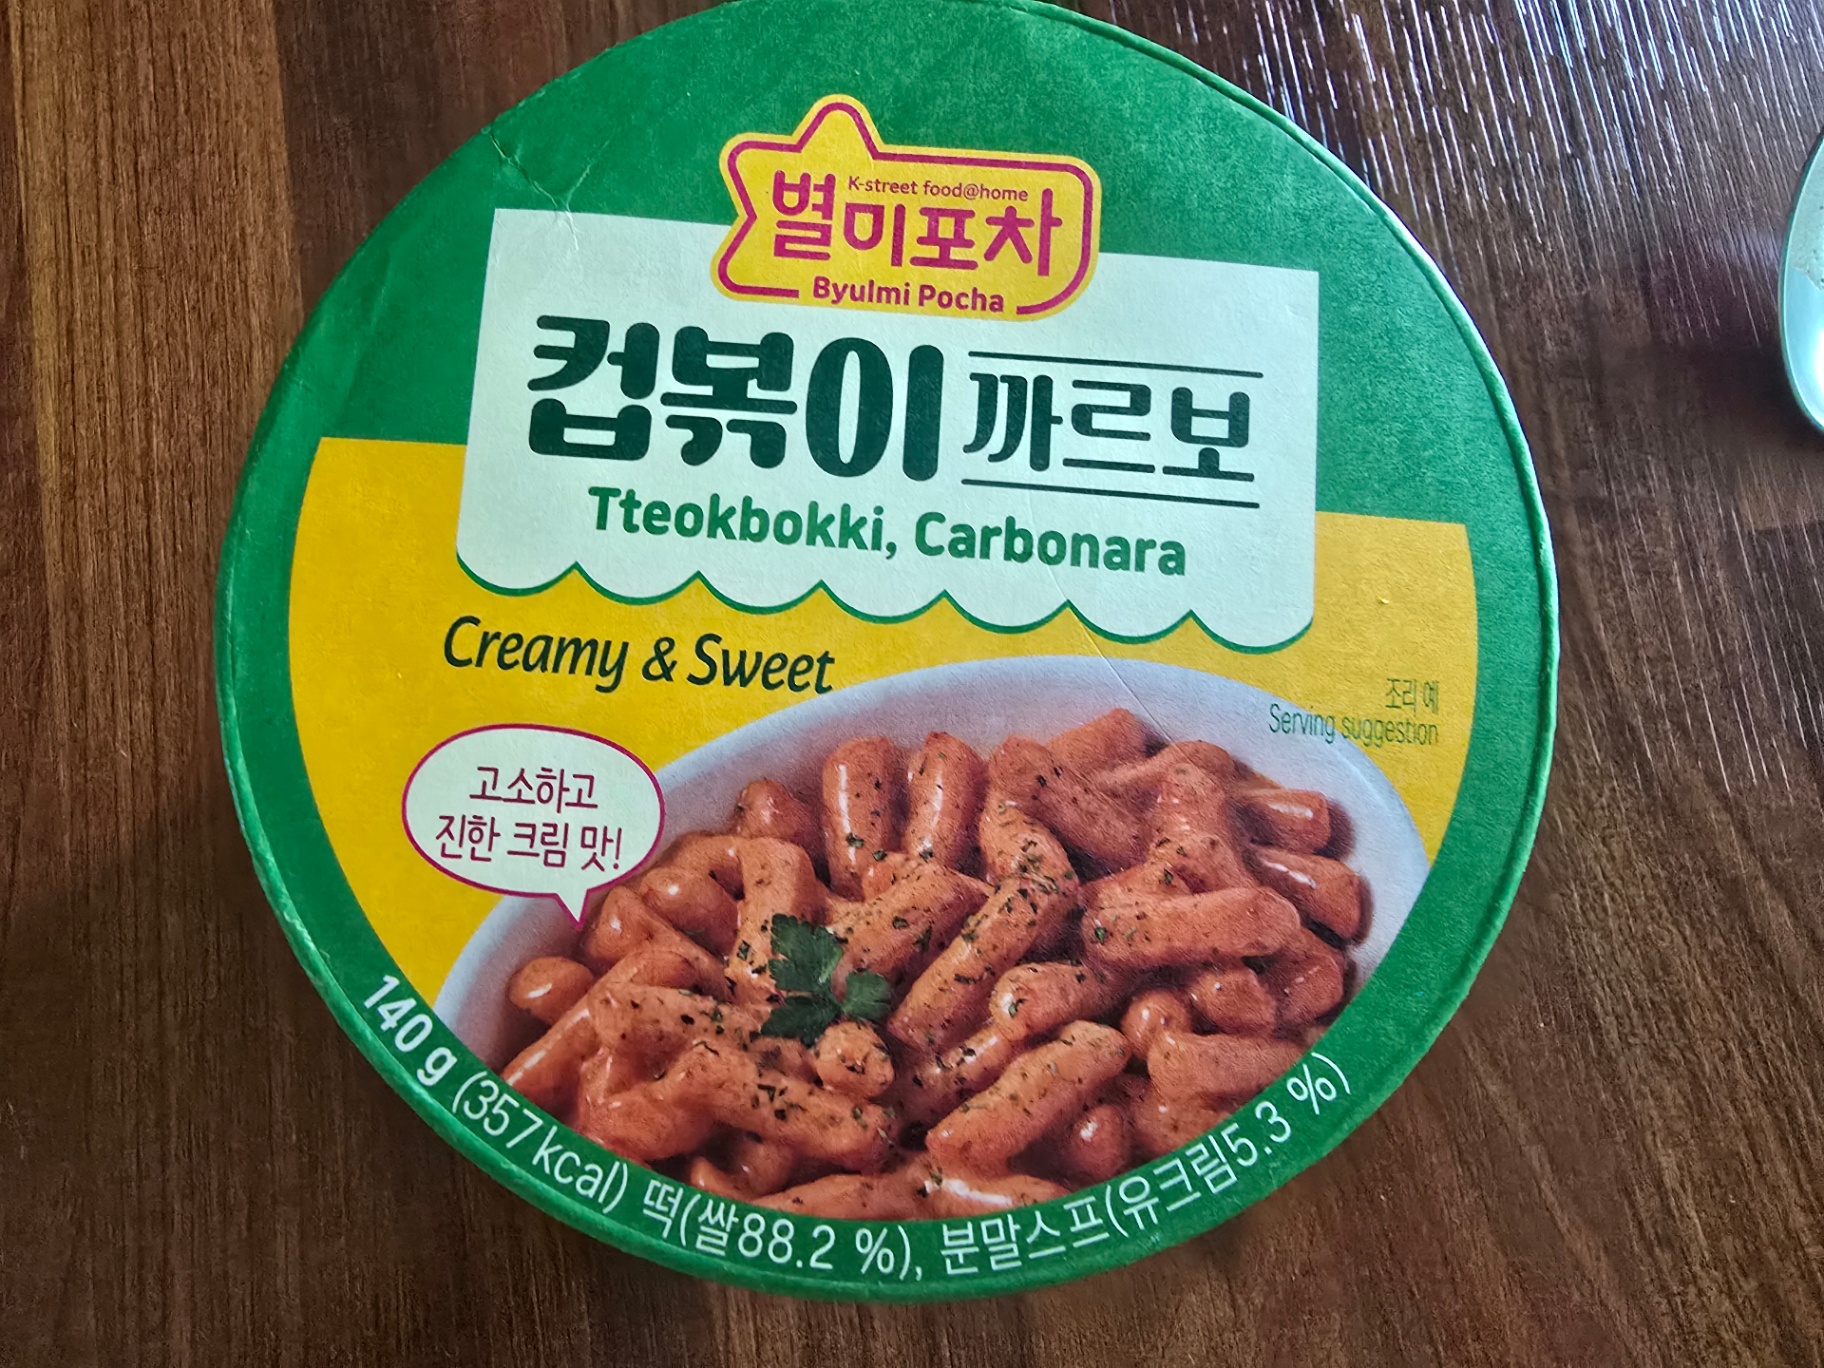 K-street food@home
별미포차
Byulmi Pocha
컵볶이 까르보
Tteokbokki, Carbonara
Creamy & Sweet
조리 예
Serving suggestion
고소하고
진한 크림 맛!
140 g (357 kcal) 떡(쌀88.2 %), 분말스프(유크림5.3 %)